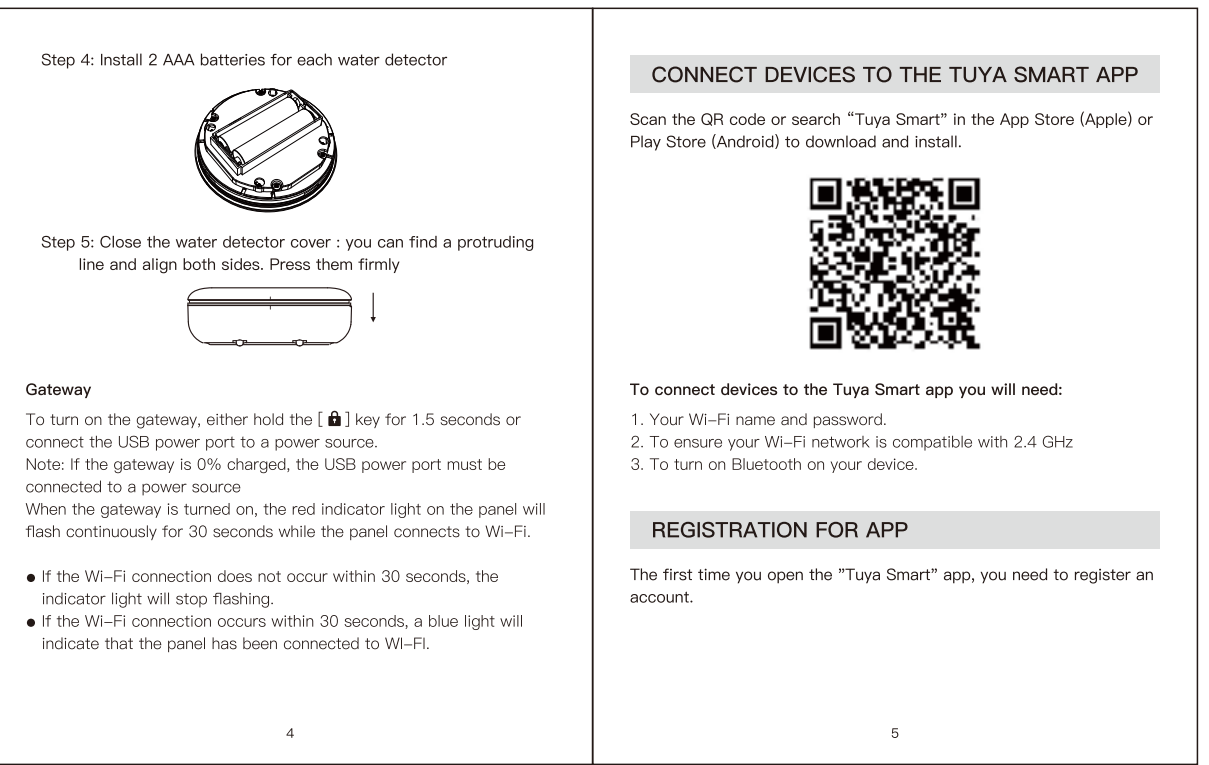 Step 4: Install 2 AAA batteries for each water detector
Step 5: Close the water detector cover : you can find a protruding
line and align both sides. Press them firmly
Gateway
To turn on the gateway, either hold the [ ] key for 1.5 seconds or
connect the USB power port to a power source.
Note: If the gateway is 0% charged, the USB power port must be
connected to a power source
When the gateway is turned on, the red indicator light on the panel will
flash continuously for 30 seconds while the panel connects to Wi-Fi.
● If the Wi-Fi connection does not occur within 30 seconds, the
indicator light will stop flashing.
● If the Wi-Fi connection occurs within 30 seconds, a blue light will
indicate that the panel has been connected to WI-FI.
4
CONNECT DEVICES TO THE TUYA SMART APP
Scan the QR code or search “Tuya Smart” in the App Store (Apple) or
Play Store (Android) to download and install.
To connect devices to the Tuya Smart app you will need:
1. Your Wi-Fi name and password.
2. To ensure your Wi-Fi network is compatible with 2.4 GHz
3. To turn on Bluetooth on your device.
REGISTRATION FOR APP
The first time you open the ”Tuya Smart” app, you need to register an
account.
5